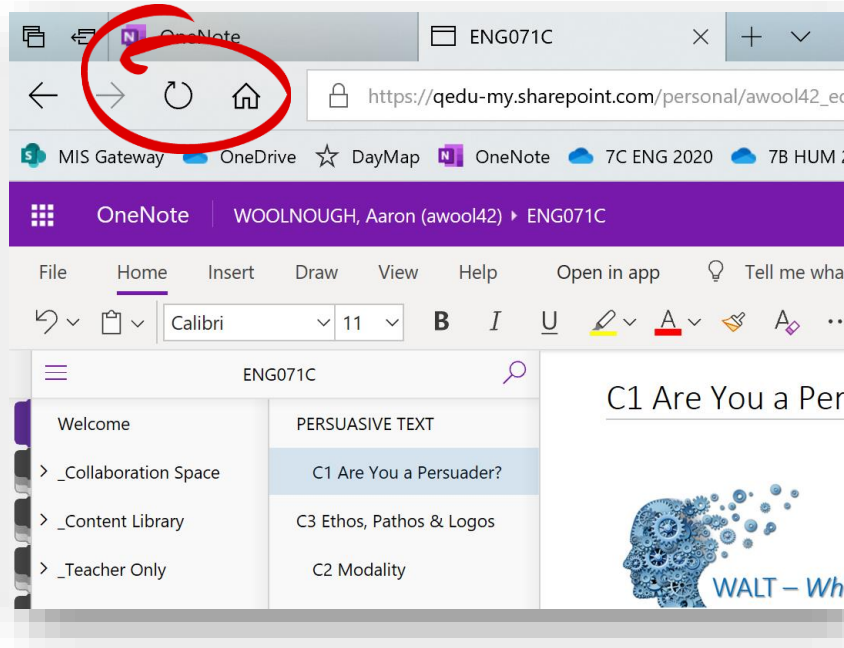 OneNote
ENG071C
https://qedu-my.sharepoint.com/personal/awool42_e
MIS Gateway OneDrive DayMap OneNote 7C ENG 2020 7B HUM
OneNote WOOLNOUGH, Aaron (awool42) ENG071C
File Home Insert Draw View Help Open in app Tell me wha
Calibri 11 B I U A A
ENG071C
C1 Are You a Per
Welcome
PERSUASIVE TEXT
_Collaboration Space
C1 Are You a Persuader?
_Content Library
C3 Ethos, Pathos & Logos
_Teacher Only
C2 Modality
WALT – Wh